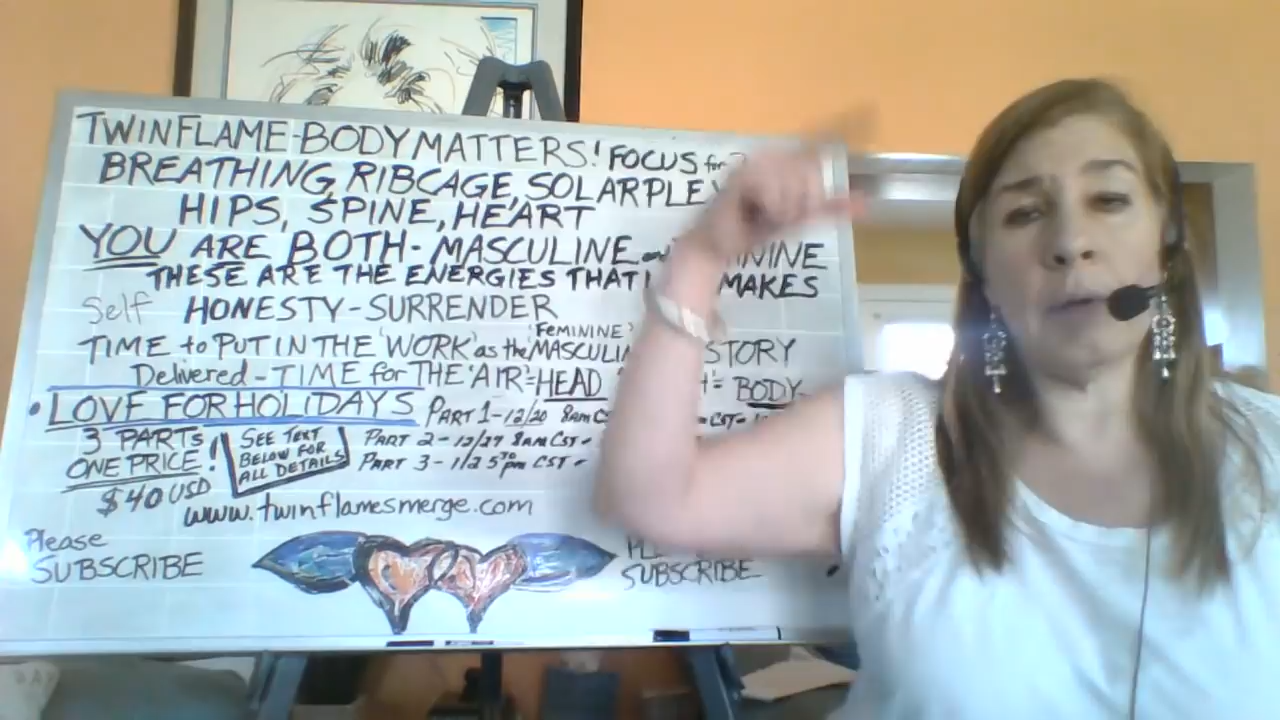 TWINFLAME-BODY MATTERS! FOCUS for
BREATHING, RIBCAGE, SOLARPLE
HIPS, SPINE, HEART
YOU ARE BOTH - MASCULINE
THESE ARE THE ENERGIES THAT MAKES
Self HONESTY - SURRENDER
'FEMININE'
TIME to PUT IN THE 'WORK' as the MASCULIN STORY
Delivered - TIME for THE 'AIR' = HEAD = BODY
• LOVE FOR HOLIDAYS PART 1 - 12/20 8am CS CST -
3 PARTS PART 2 - 12/27 8AM CST -
ONE PRICE! PART 3 - 1/2 5³⁰pm CST -
SEE TEXT
BELOW FOR
ALL DETAILS
$40 USD
www.twinflamesmerge.com
Please
SUBSCRIBE
SUBSCRIBE